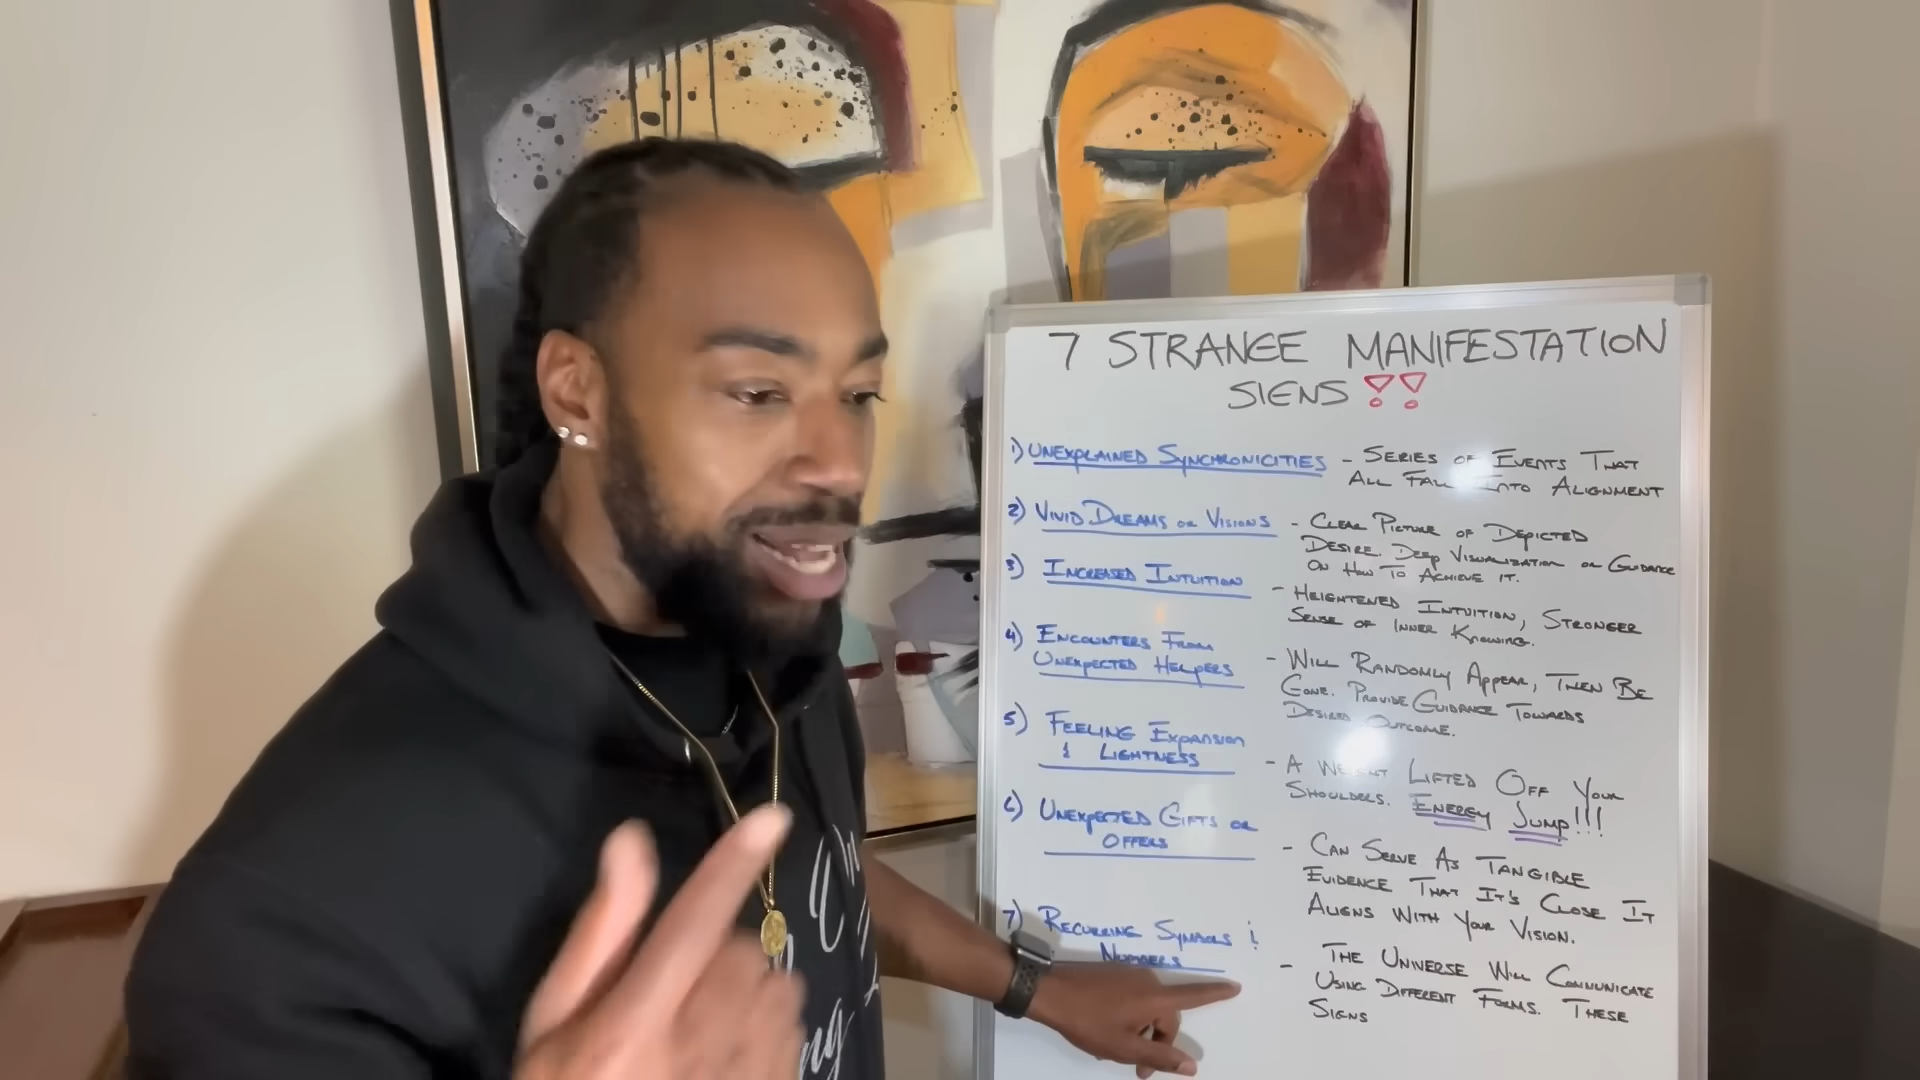 7 STRANGE MANIFESTATION
SIGNS !!
1) UNEXPLAINED SYNCHRONICITIES - SERIES OF EVENTS THAT
ALL FALL INTO ALIGNMENT
2) VIVID DREAMS OR VISIONS - CLEAR PICTURE OF DEPICTED
DESIRE. DEEP VISUALIZATION OR GUIDANCE
ON HOW TO ACHIEVE IT.
3) INCREASED INTUITION - HEIGHTENED INTUITION, STRONGER
SENSE OF INNER KNOWING.
4) ENCOUNTERS FROM
UNEXPECTED HELPERS - WILL RANDOMLY APPEAR, THEN BE
GONE. PROVIDE GUIDANCE TOWARDS
DESIRED OUTCOME.
5) FEELING EXPANSION
& LIGHTNESS - A WEIGHT LIFTED OFF YOUR
SHOULDERS. ENERGY JUMP!!!
6) UNEXPECTED GIFTS OR
OFFERS - CAN SERVE AS TANGIBLE
EVIDENCE THAT IT'S CLOSE IT
ALIGNS WITH YOUR VISION.
7) RECURRING SYMBOLS &
NUMBERS - THE UNIVERSE WILL COMMUNICATE
USING DIFFERENT FORMS. THESE
SIGNS